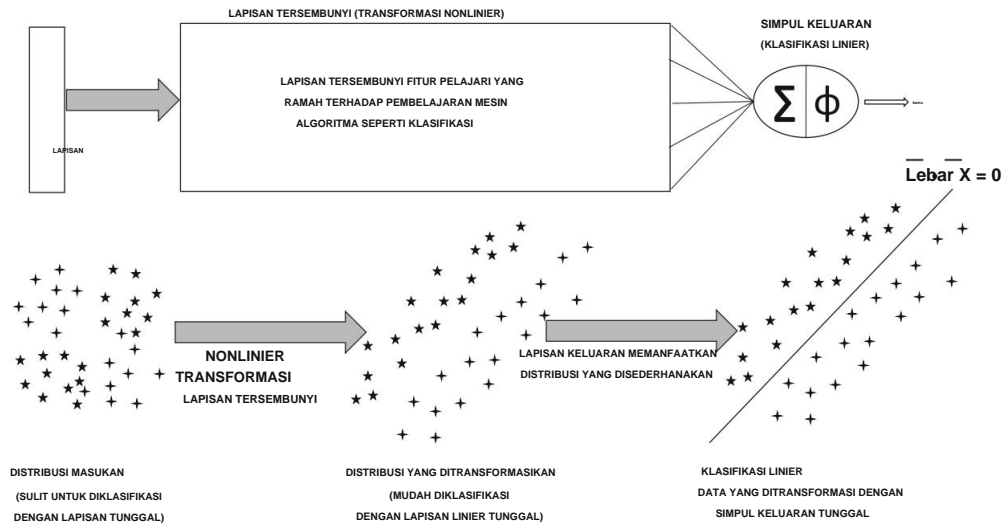 LAPISAN TERSEMBUNYI (TRANSFORMASI NONLINIER)
SIMPUL KELUARAN
(KLASIFIKASI LINIER)
LAPISAN TERSEMBUNYI FITUR PELAJARI YANG
RAMAH TERHADAP PEMBELAJARAN MESIN
ALGORITMA SEPERTI KLASIFIKASI
LAPISAN
Σ ϕ
Lebar X = 0
NONLINIER
TRANSFORMASI
LAPISAN TERSEMBUNYI
LAPISAN KELUARAN MEMANFAATKAN
DISTRIBUSI YANG DISEDERHANAKAN
DISTRIBUSI MASUKAN
(SULIT UNTUK DIKLASIFIKASI
DENGAN LAPISAN TUNGGAL)
DISTRIBUSI YANG DITRANSFORMASIKAN
(MUDAH DIKLASIFIKASI
DENGAN LAPISAN LINIER TUNGGAL)
KLASIFIKASI LINIER
DATA YANG DITRANSFORMASI DENGAN
SIMPUL KELUARAN TUNGGAL